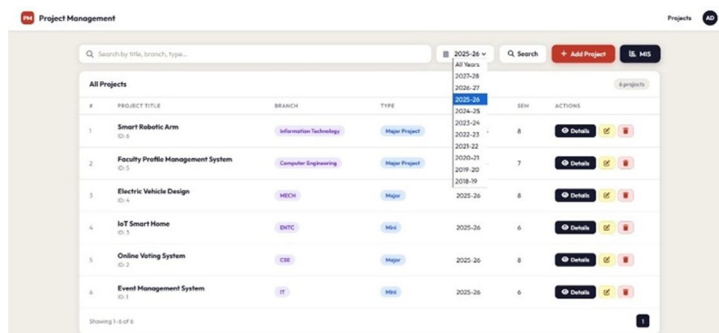 PM Project Management Projects AD
Search by title, branch, type... 2025-26 Search + Add Project MIS
All Years
2027-28
2026-27
2025-26
2024-25
2023-24
2022-23
2021-22
2020-21
2019-20
2018-19
All Projects 6 projects
# PROJECT TITLE BRANCH TYPE SEM ACTIONS
1 Smart Robotic Arm Information Technology Major Project 8 Details
ID: 6
2 Faculty Profile Management System Computer Engineering Major Project 7 Details
ID: 5
3 Electric Vehicle Design MECH Major 2025-26 8 Details
ID: 4
4 IoT Smart Home ENTC Mini 2025-26 6 Details
ID: 3
5 Online Voting System CSE Major 2025-26 8 Details
ID: 2
6 Event Management System IT Mini 2025-26 6 Details
ID: 1
Showing 1-6 of 6 1